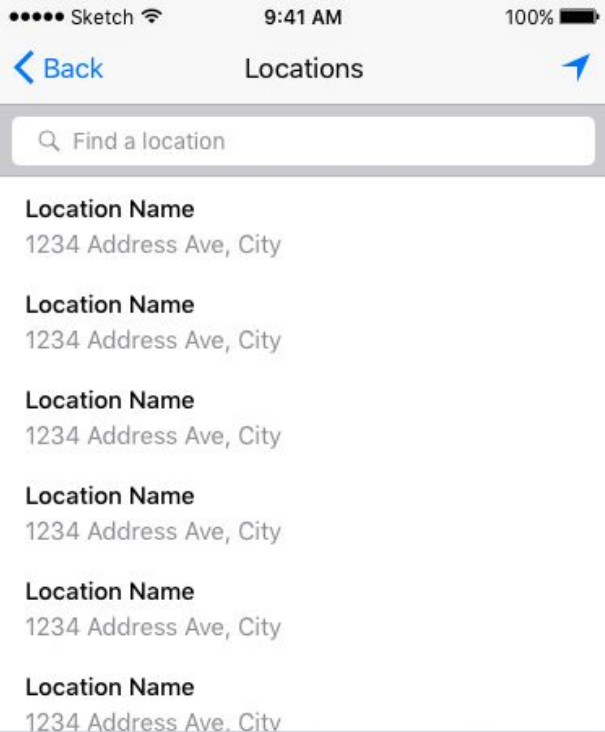 Sketch 9:41 AM 100%
Back Locations
Find a location
Location Name
1234 Address Ave, City
Location Name
1234 Address Ave, City
Location Name
1234 Address Ave, City
Location Name
1234 Address Ave, City
Location Name
1234 Address Ave, City
Location Name
1234 Address Ave, City